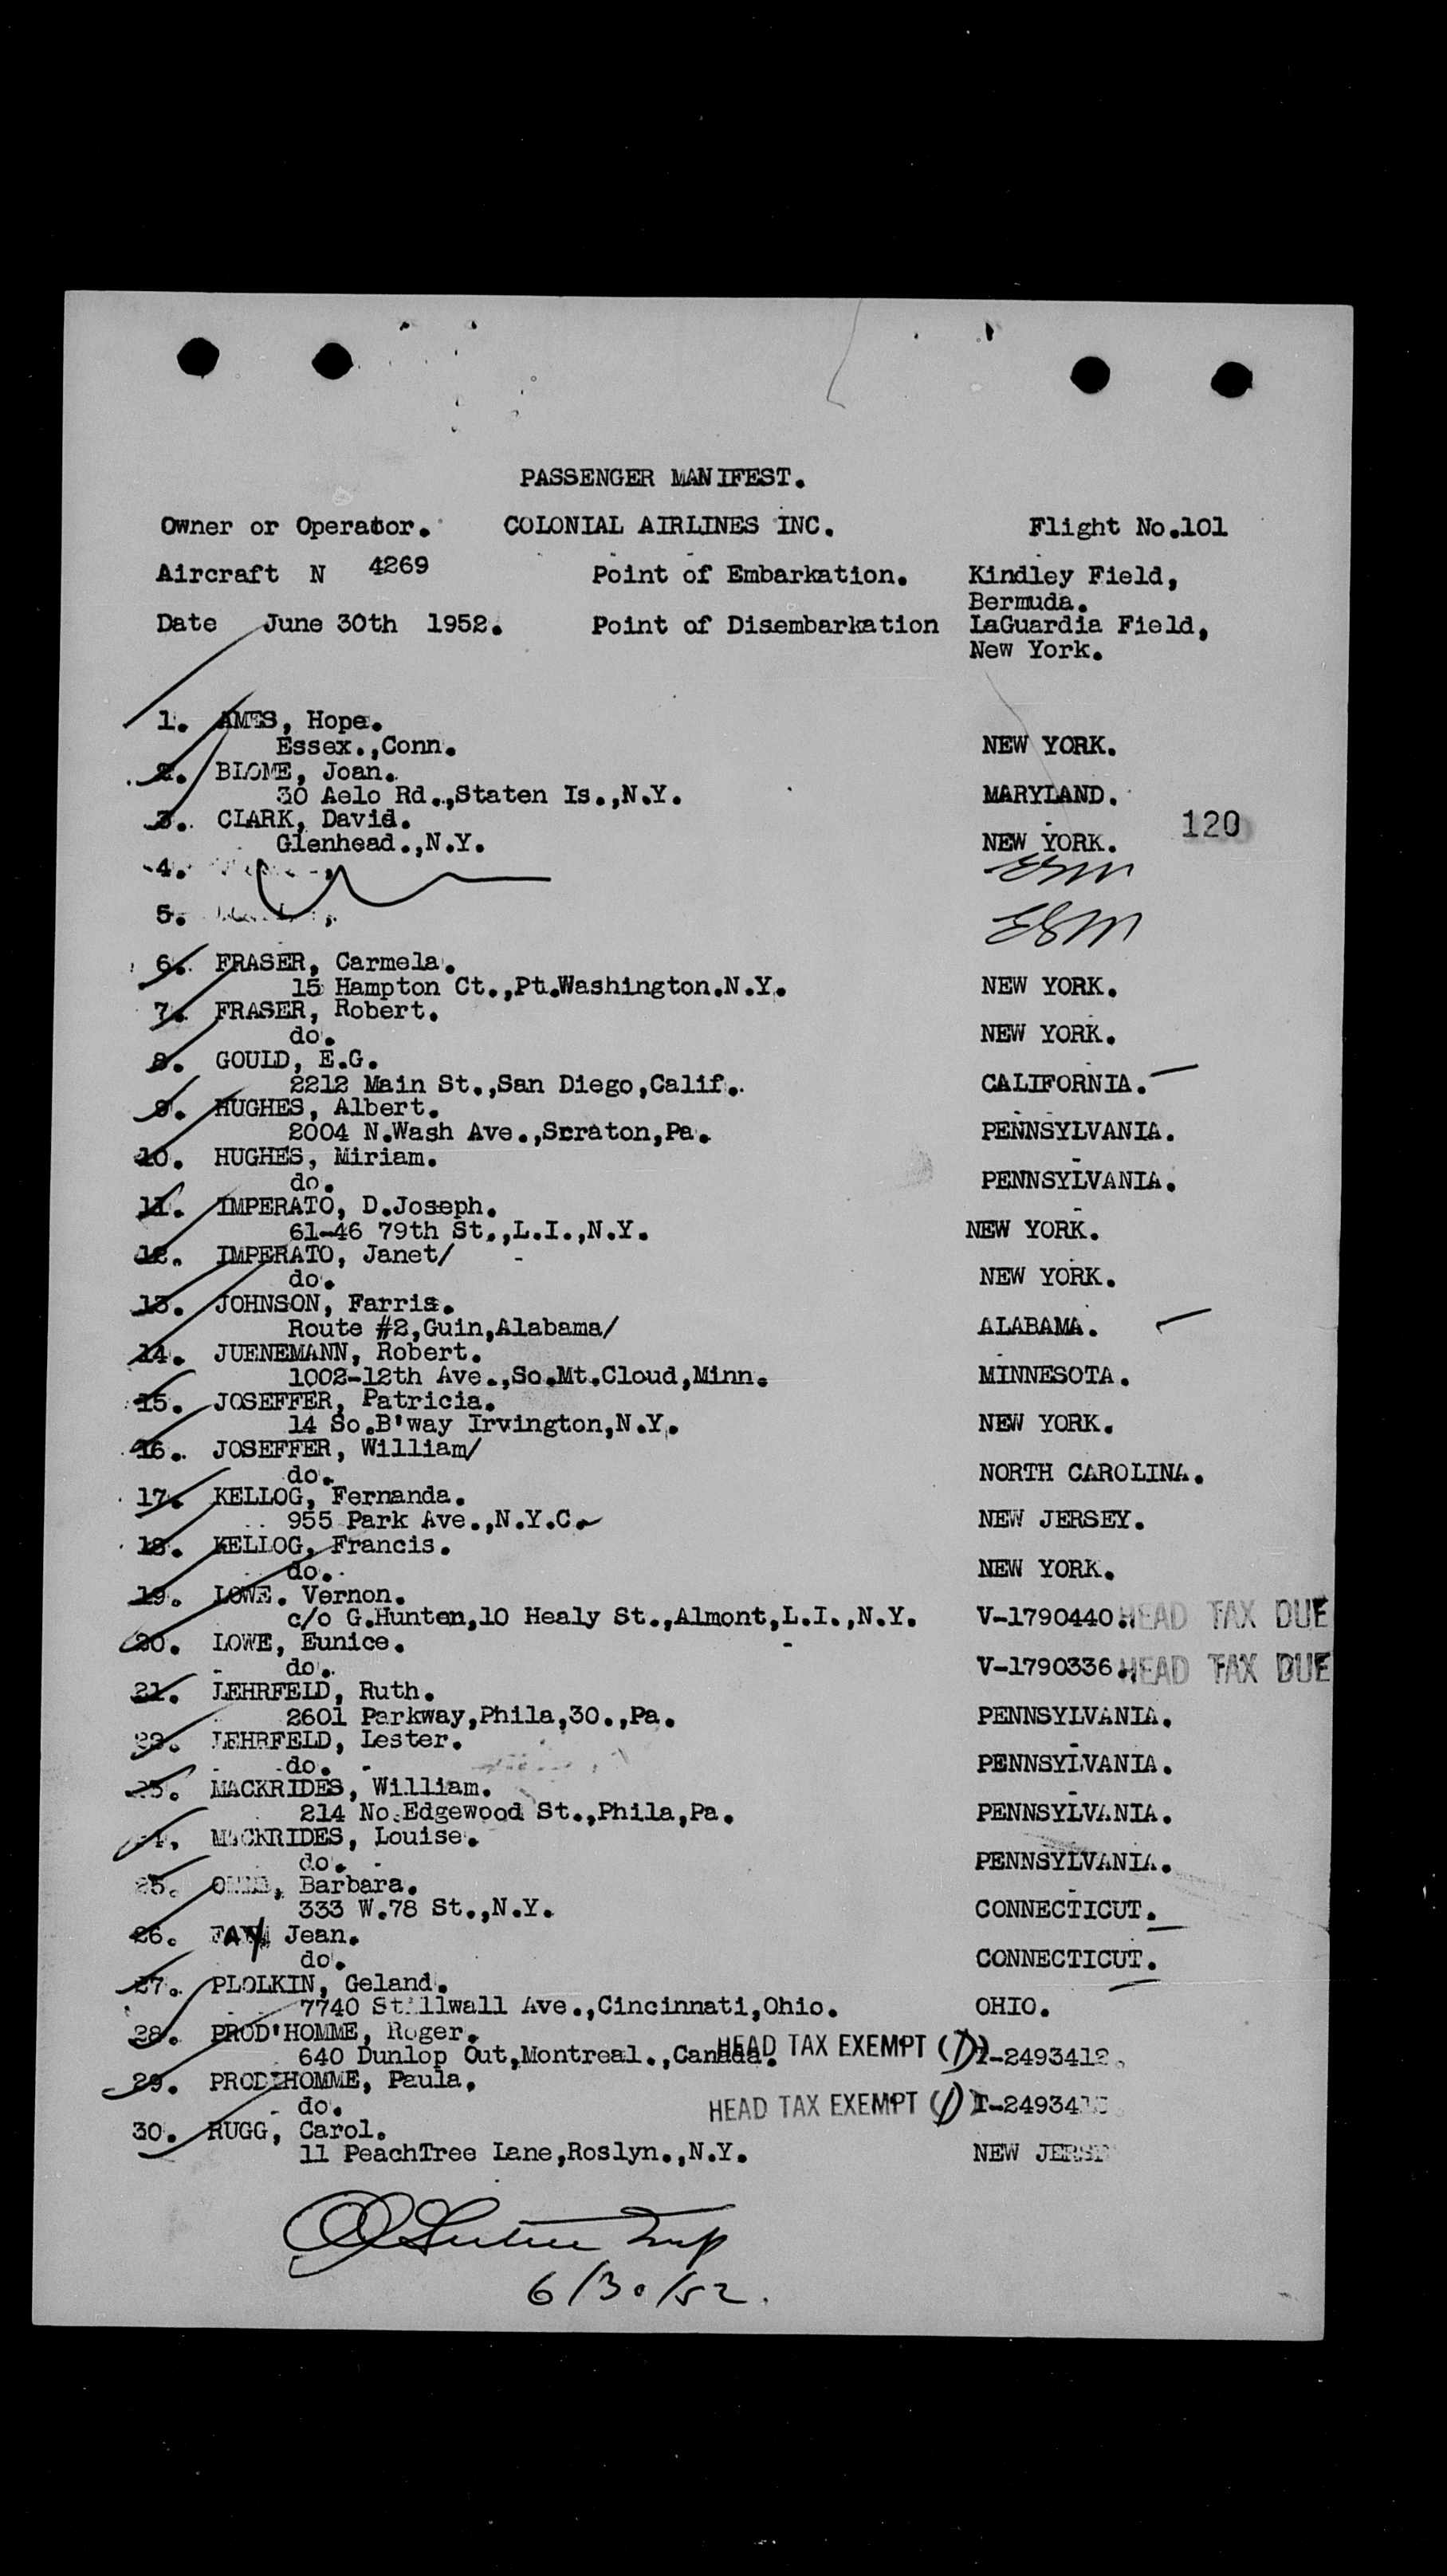 PASSENGER MANIFEST.
Owner or Operator. COLONIAL AIRLINES INC. Flight No.101
Aircraft N 4269 Point of Embarkation. Kindley Field,
Bermuda.
Date June 30th 1952. Point of Disembarkation LaGuardia Field,
New York.
1. AMES, Hope.
Essex.,Conn. NEW YORK.
2. BLOME, Joan.
30 Aelo Rd.,Staten Is.,N.Y. MARYLAND.
3. CLARK, David.
120
Glenhead.,N.Y. NEW YORK.
4. ESM
5. ESM
6. FRASER, Carmela.
15 Hampton Ct.,Pt.Washington.N.Y. NEW YORK.
7. FRASER, Robert.
do. NEW YORK.
8. GOULD, E.G.
2212 Main St.,San Diego,Calif. CALIFORNIA.
9. HUGHES, Albert.
2004 N.Wash Ave.,Scraton,Pa. PENNSYLVANIA.
10. HUGHES, Miriam.
do. PENNSYLVANIA.
11. IMPERATO, D.Joseph.
61-46 79th St.,L.I.,N.Y. NEW YORK.
12. IMPERATO, Janet/
do. NEW YORK.
13. JOHNSON, Farris.
Route #2,Guin,Alabama/ ALABAMA.
14. JUENEMANN, Robert.
1002-12th Ave.,So.Mt.Cloud,Minn. MINNESOTA.
15. JOSEFFER, Patricia.
14 So.B'way Irvington,N.Y. NEW YORK.
16. JOSEFFER, William/
do. NORTH CAROLINA.
17. KELLOG, Fernanda.
955 Park Ave.,N.Y.C. NEW JERSEY.
18. KELLOG, Francis.
do. NEW YORK.
19. LOWE. Vernon.
c/o G.Hunten,10 Healy St.,Almont,L.I.,N.Y. V-1790440. HEAD TAX DUE
20. LOWE, Eunice.
do. V-1790336. HEAD TAX DUE
21. LEHRFELD, Ruth.
2601 Parkway,Phila,30.,Pa. PENNSYLVANIA.
22. LEHRFELD, Lester.
do. PENNSYLVANIA.
23. MACKRIDES, William.
214 No.Edgewood St.,Phila,Pa. PENNSYLVANIA.
24. MACKRIDES, Louise.
do. PENNSYLVANIA.
25. Barbara.
333 W.78 St.,N.Y. CONNECTICUT.
26. Jean.
do. CONNECTICUT.
27. PLOLKIN, Geland.
7740 Stillwall Ave.,Cincinnati,Ohio. OHIO.
28. PROD'HOMME, Roger.
640 Dunlop Out,Montreal.,Canada. HEAD TAX EXEMPT (1) T-2493412.
29. PROD'HOMME, Paula.
do. HEAD TAX EXEMPT (1) T-24934
30. RUGG, Carol.
11 PeachTree Lane,Roslyn.,N.Y. NEW JERSEY
6/30/52.